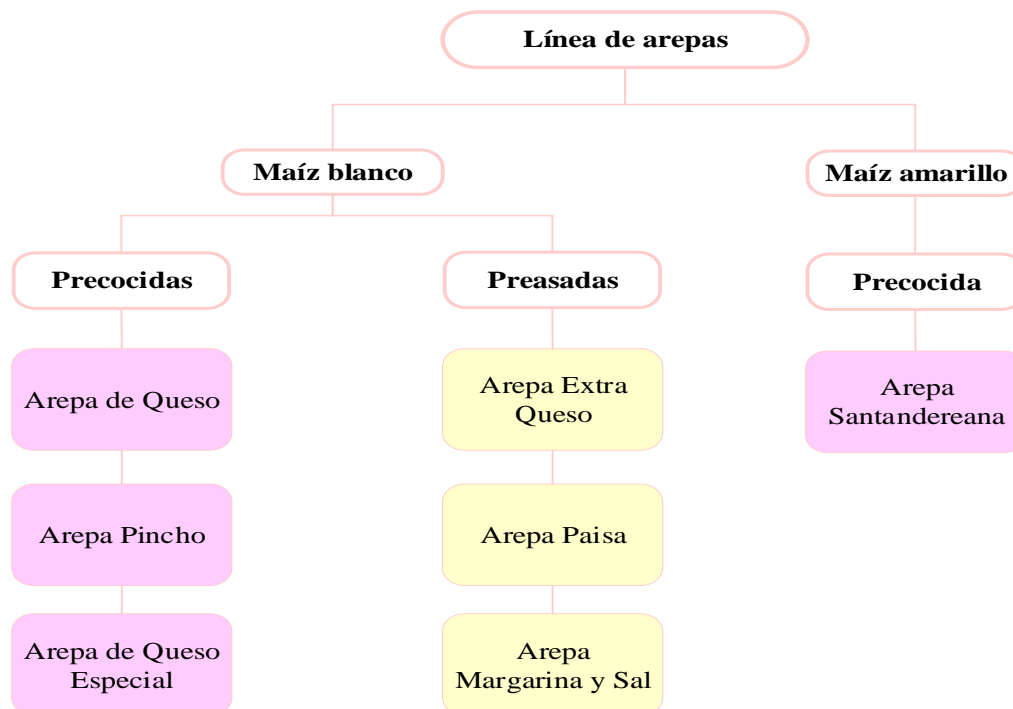 Línea de arepas
Maíz blanco
Maíz amarillo
Precocidas
Preasadas
Precocida
Arepa de Queso
Arepa Extra
Queso
Arepa
Santandereana
Arepa Pincho
Arepa Paisa
Arepa de Queso
Especial
Arepa
Margarina y Sal